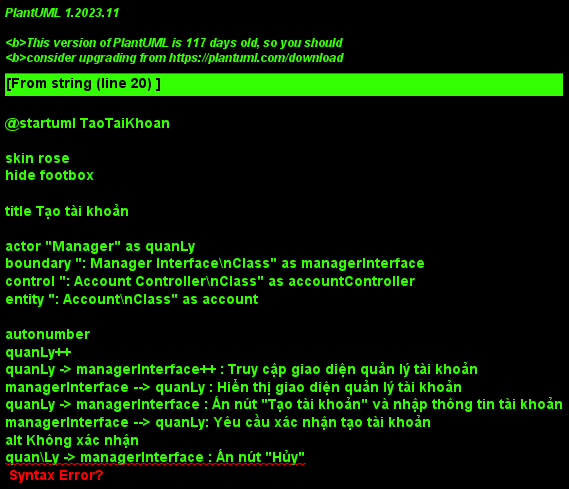 PlantUML 1.2023.11
<b>This version of PlantUML is 117 days old, so you should
<b>consider upgrading from https://plantuml.com/download
[From string (line 20) ]
@startuml TaoTaiKhoan
skin rose
hide footbox
title Tạo tài khoản
actor "Manager" as quanLy
boundary ": Manager Interface\nClass" as managerInterface
control ": Account Controller\nClass" as accountController
entity ": Account\nClass" as account
autonumber
quanLy++
quanLy -> managerInterface++ : Truy cập giao diện quản lý tài khoản
managerInterface --> quanLy : Hiển thị giao diện quản lý tài khoản
quanLy -> managerInterface : Ấn nút "Tạo tài khoản" và nhập thông tin tài khoản
managerInterface --> quanLy: Yêu cầu xác nhận tạo tài khoản
alt Không xác nhận
quan\Ly -> managerInterface : Ấn nút "Hủy"
Syntax Error?